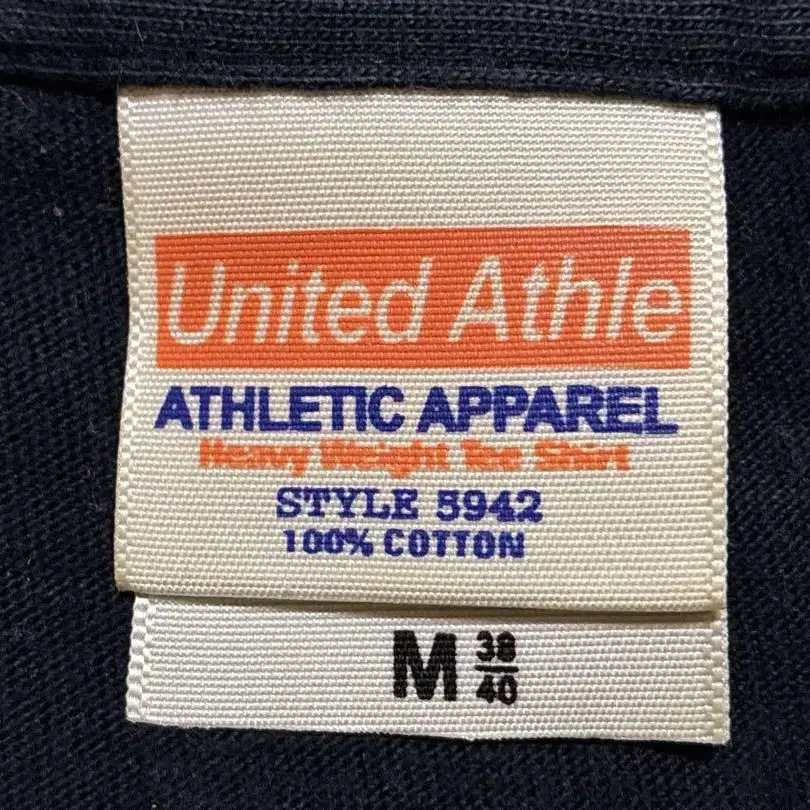 United Athle
ATHLETIC APPAREL
Heavy Weight Tee Shirt
STYLE 5942
100% COTTON
M 38/40